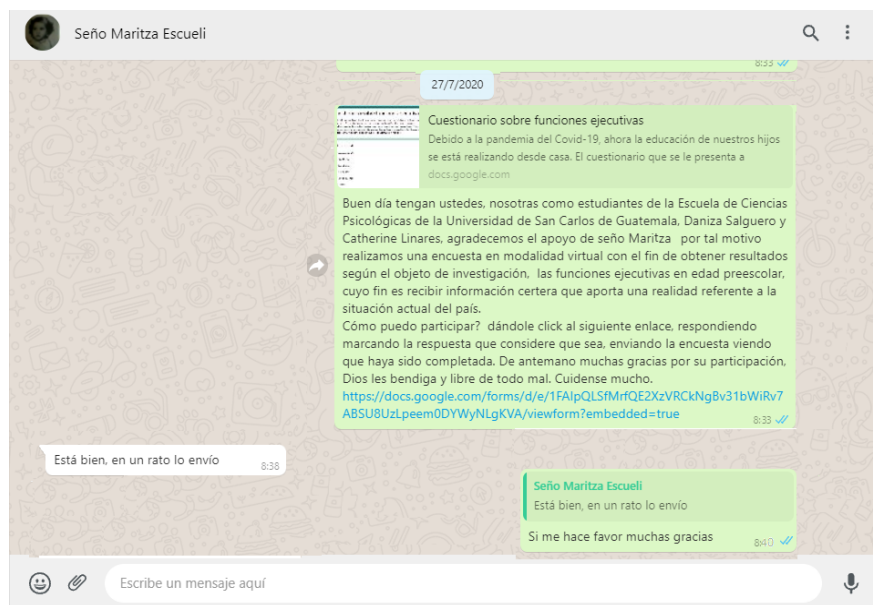 Seño Maritza Escueli
8:33
27/7/2020
Cuestionario sobre funciones ejecutivas
Debido a la pandemia del Covid-19, ahora la educación de nuestros hijos
se está realizando desde casa. El cuestionario que se le presenta a
docs.google.com
Buen día tengan ustedes, nosotras como estudiantes de la Escuela de Ciencias
Psicológicas de la Universidad de San Carlos de Guatemala, Daniza Salguero y
Catherine Linares, agradecemos el apoyo de seño Maritza por tal motivo
realizamos una encuesta en modalidad virtual con el fin de obtener resultados
según el objeto de investigación, las funciones ejecutivas en edad preescolar,
cuyo fin es recibir información certera que aporta una realidad referente a la
situación actual del país.
Cómo puedo participar? dándole click al siguiente enlace, respondiendo
marcando la respuesta que considere que sea, enviando la encuesta viendo
que haya sido completada. De antemano muchas gracias por su participación,
Dios les bendiga y libre de todo mal. Cuidense mucho.
https://docs.google.com/forms/d/e/1FAIpQLSfMrfQE2XzVRCkNgBv31bWiRv7
ABSU8UzLpeem0DYWyNLgKVA/viewform?embedded=true
8:33
Está bien, en un rato lo envío
8:38
Seño Maritza Escueli
Está bien, en un rato lo envío
Si me hace favor muchas gracias
8:40
Escribe un mensaje aquí